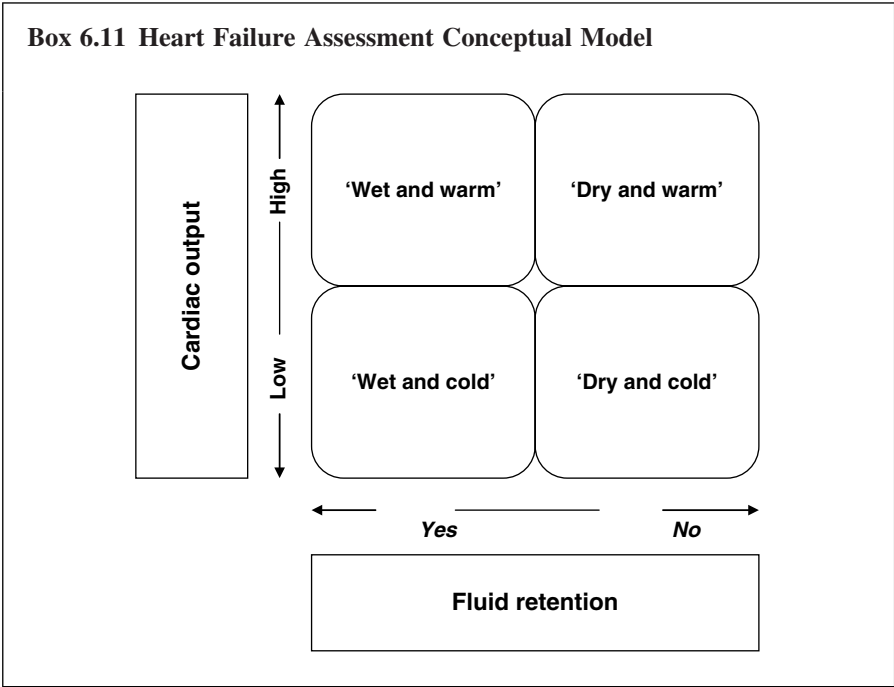 Box 6.11 Heart Failure Assessment Conceptual Model
Cardiac output
High
Low
‘Wet and warm’
‘Dry and warm’
‘Wet and cold’
‘Dry and cold’
Yes
No
Fluid retention